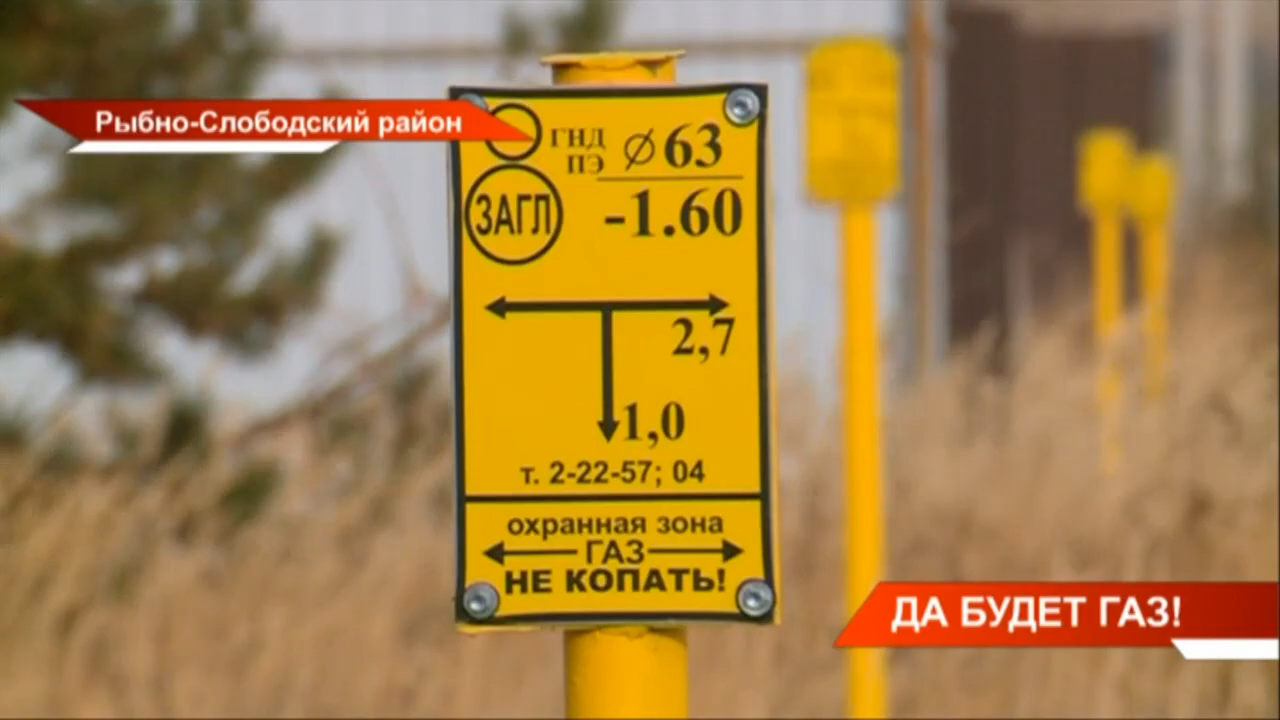 Рыбно-Слободский район
ГНД
ПЭ
⌀ 63
ЗАГЛ
-1.60
2,7
1,0
т. 2-22-57; 04
охранная зона
ГАЗ
НЕ КОПАТЬ!
ДА БУДЕТ ГАЗ!